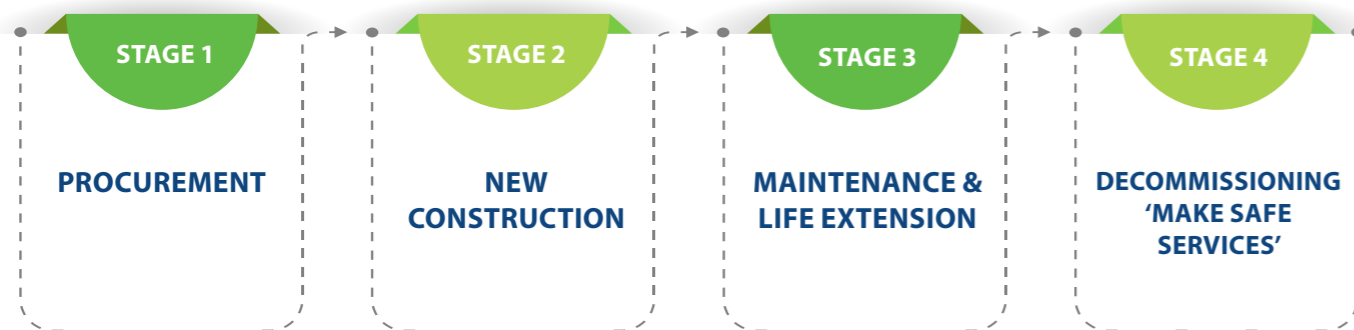 STAGE 1
PROCUREMENT
STAGE 2
NEW
CONSTRUCTION
STAGE 3
MAINTENANCE &
LIFE EXTENSION
STAGE 4
DECOMMISSIONING
‘MAKE SAFE
SERVICES’